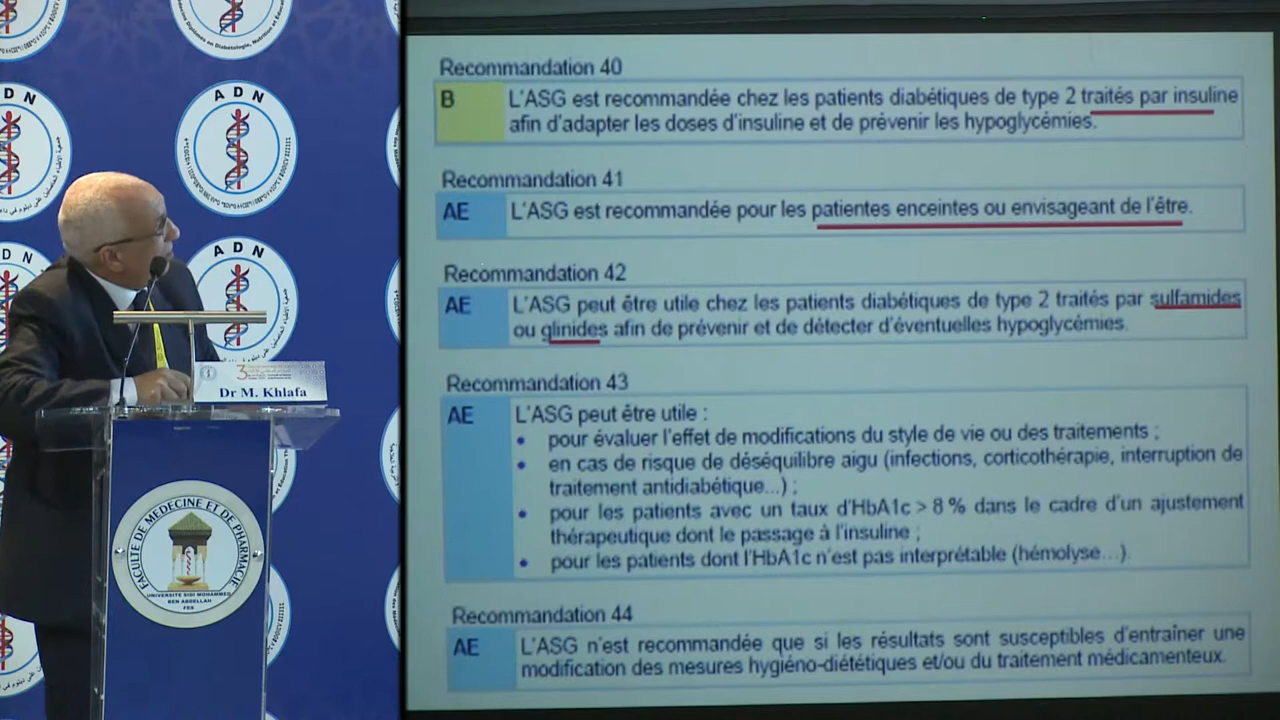 Recommandation 40
B
L'ASG est recommandée chez les patients diabétiques de type 2 traités par insuline
afin d'adapter les doses d'insuline et de prévenir les hypoglycémies.
Recommandation 41
AE
L'ASG est recommandée pour les patientes enceintes ou envisageant de l'être.
Recommandation 42
AE
L'ASG peut être utile chez les patients diabétiques de type 2 traités par sulfamides
ou glinides afin de prévenir et de détecter d'éventuelles hypoglycémies.
Recommandation 43
AE
L'ASG peut être utile :
• pour évaluer l'effet de modifications du style de vie ou des traitements ;
• en cas de risque de déséquilibre aigu (infections, corticothérapie, interruption de
traitement antidiabétique...) ;
• pour les patients avec un taux d'HbA1c > 8 % dans le cadre d'un ajustement
thérapeutique dont le passage à l'insuline ;
• pour les patients dont l'HbA1c n'est pas interprétable (hémolyse...).
Recommandation 44
AE
L'ASG n'est recommandée que si les résultats sont susceptibles d'entraîner une
modification des mesures hygiéno-diététiques et/ou du traitement médicamenteux.
ADN
ADN
ADN
DN
Dr M. Khlafa
FACULTE DE MEDECINE ET DE PHARMACIE
UNIVERSITE SIDI MOHAMMED
BEN ABDELLAH
FES